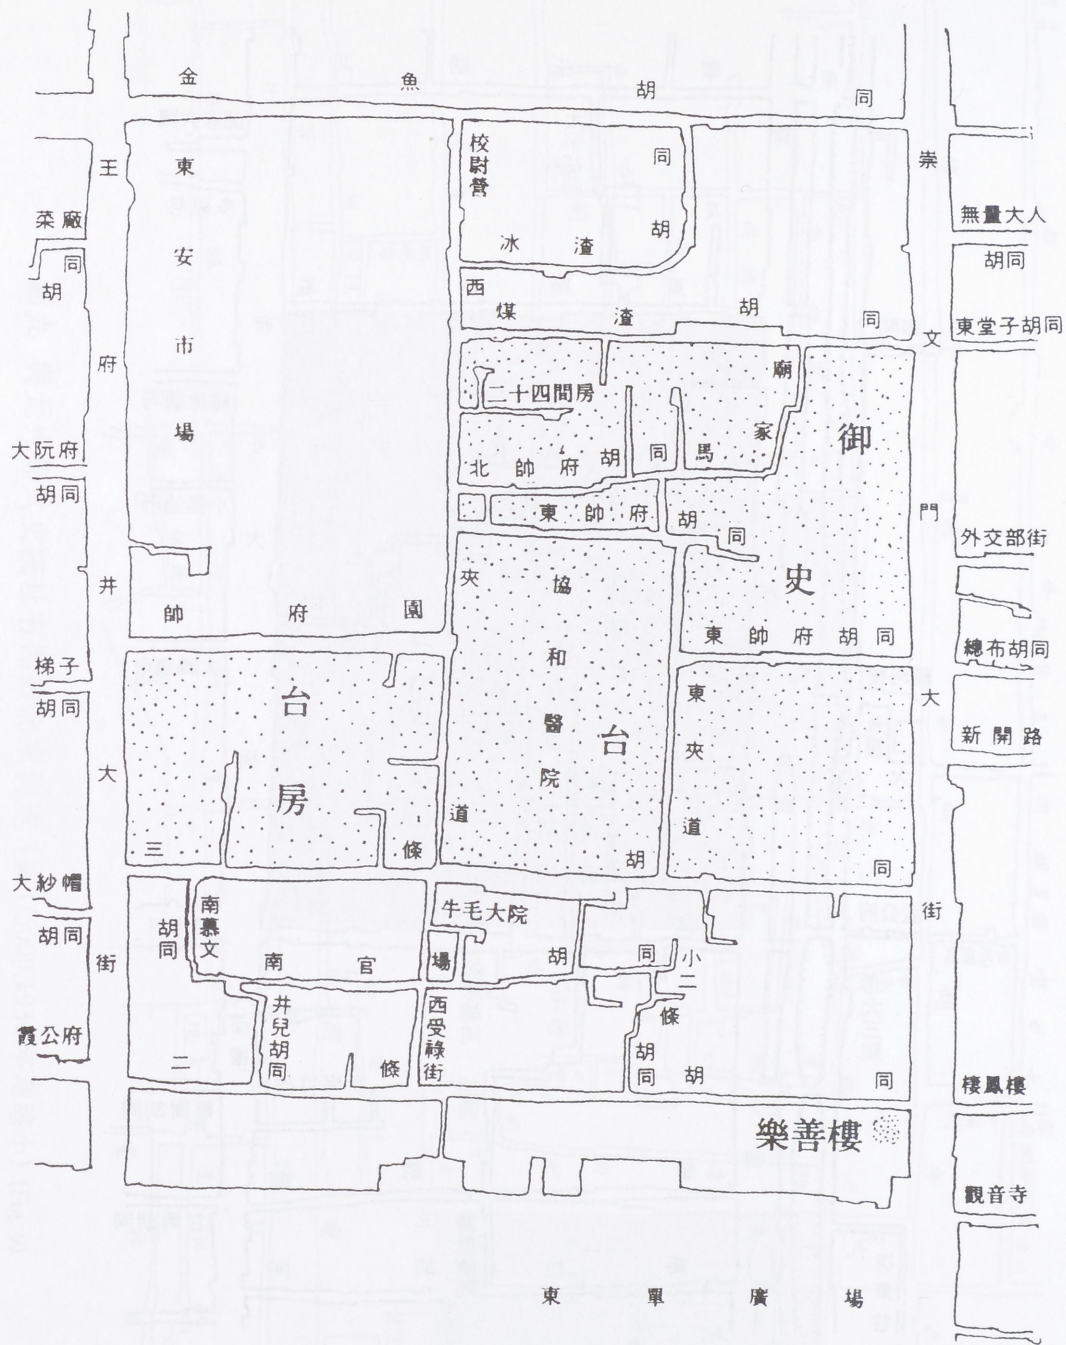 金魚胡同
王府井大街
崇文門大街
東安市場
校尉營
冰渣胡同
西煤渣胡同
菜廠
胡同
無量大人
胡同
東堂子胡同
二十四間房
馬家廟
北帥府胡同
東帥府胡同
御史台
大阮府
胡同
外交部街
帥府園
夾道
協和醫院
東帥府胡同
總布胡同
梯子
胡同
台房
東夾道
新開路
三條胡同
大紗帽
胡同
南慕文
胡同
牛毛大院
南官場胡同
小二條
胡同
井兒胡同
西受祿街
霞公府
二條胡同
棲鳳樓
樂善樓
觀音寺
東單廣場